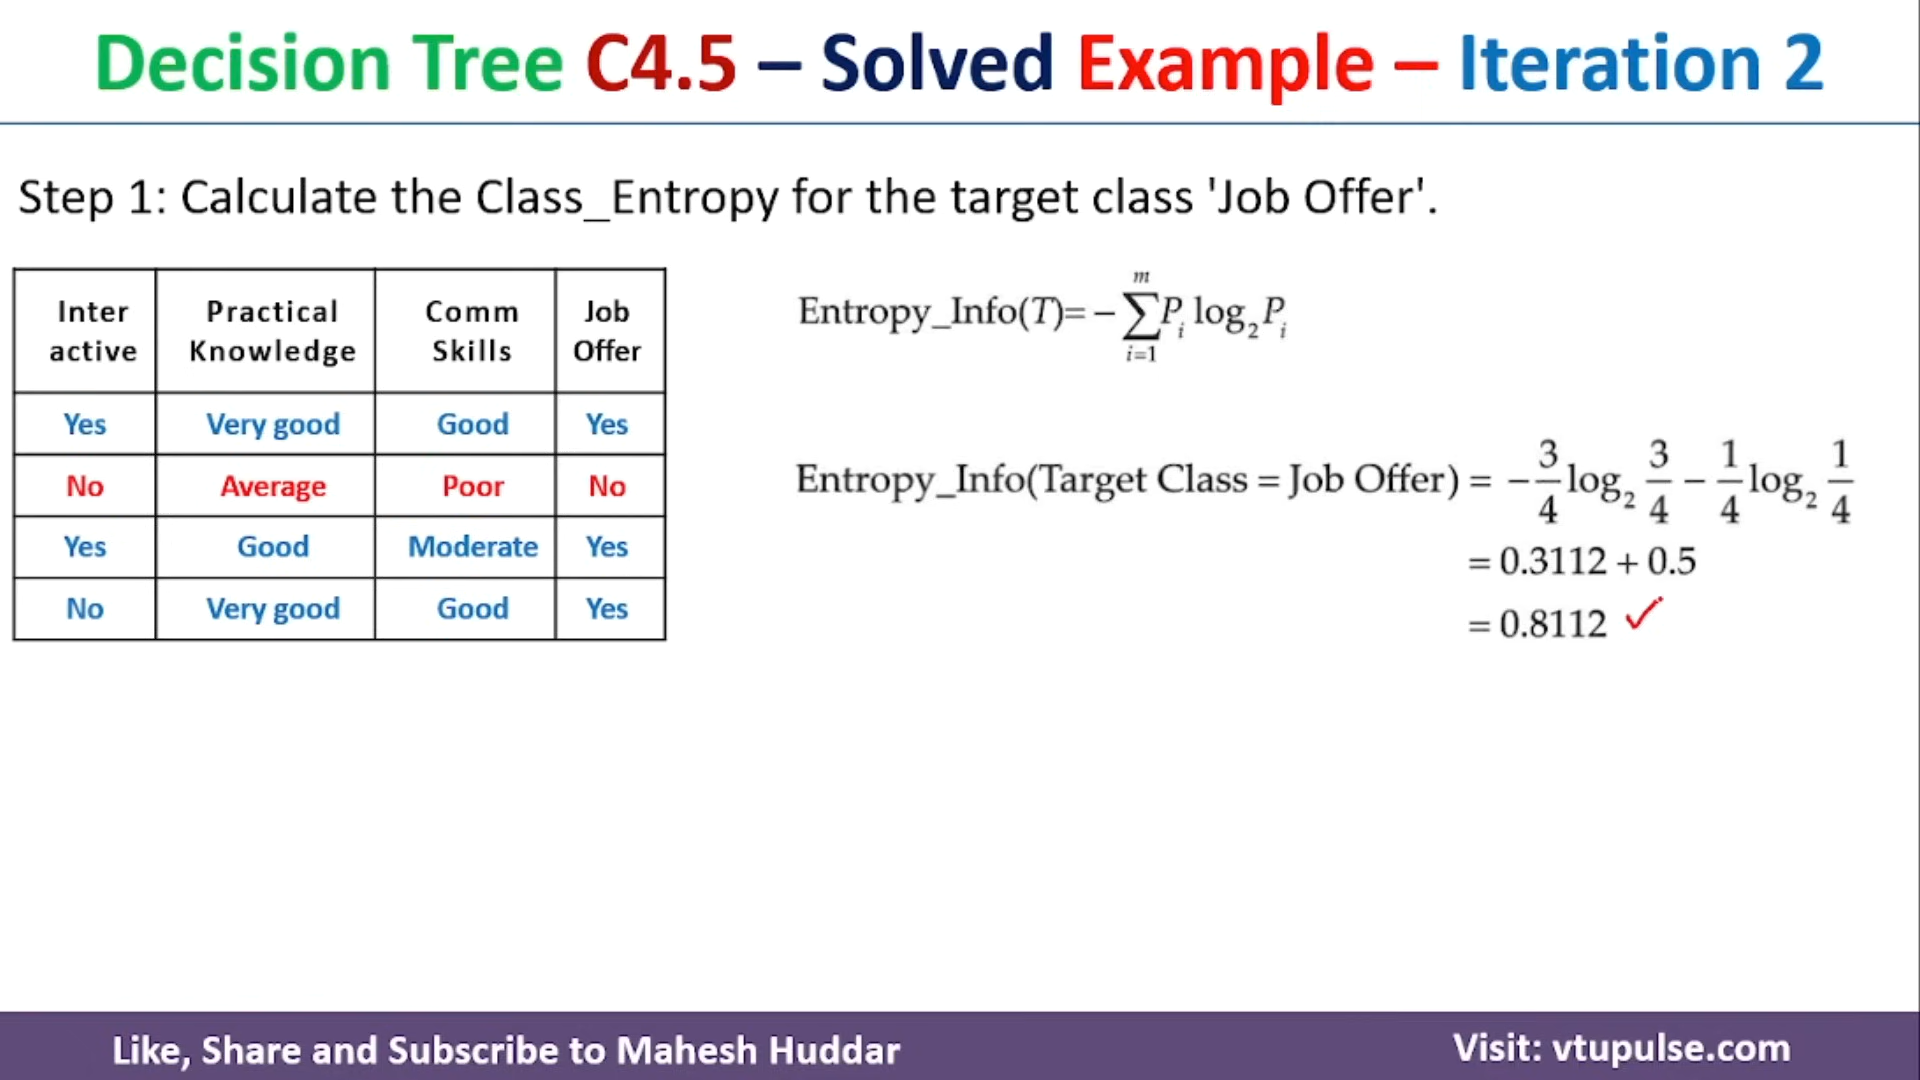 Decision Tree C4.5 – Solved Example – Iteration 2
Step 1: Calculate the Class_Entropy for the target class 'Job Offer'.
Inter active | Practical Knowledge | Comm Skills | Job Offer
Yes | Very good | Good | Yes
No | Average | Poor | No
Yes | Good | Moderate | Yes
No | Very good | Good | Yes
Entropy_Info(T)= − ∑_{i=1}^{m} P_i log₂ P_i
Entropy_Info(Target Class = Job Offer) = −3/4 log₂ 3/4 − 1/4 log₂ 1/4
= 0.3112 + 0.5
= 0.8112 ✓
Like, Share and Subscribe to Mahesh Huddar
Visit: vtupulse.com